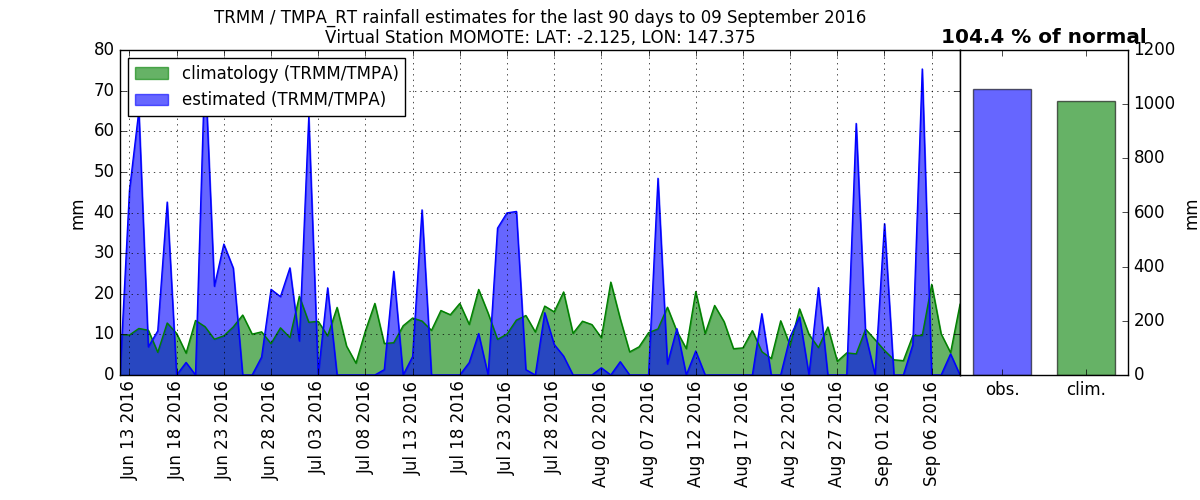 TRMM / TMPA_RT rainfall estimates for the last 90 days to 09 September 2016
Virtual Station MOMOTE: LAT: -2.125, LON: 147.375
104.4 % of normal
climatology (TRMM/TMPA)
estimated (TRMM/TMPA)
80
70
60
50
40
30
20
10
0
mm
1200
1000
800
600
400
200
0
mm
Jun 13 2016
Jun 18 2016
Jun 23 2016
Jun 28 2016
Jul 03 2016
Jul 08 2016
Jul 13 2016
Jul 18 2016
Jul 23 2016
Jul 28 2016
Aug 02 2016
Aug 07 2016
Aug 12 2016
Aug 17 2016
Aug 22 2016
Aug 27 2016
Sep 01 2016
Sep 06 2016
obs.
clim.